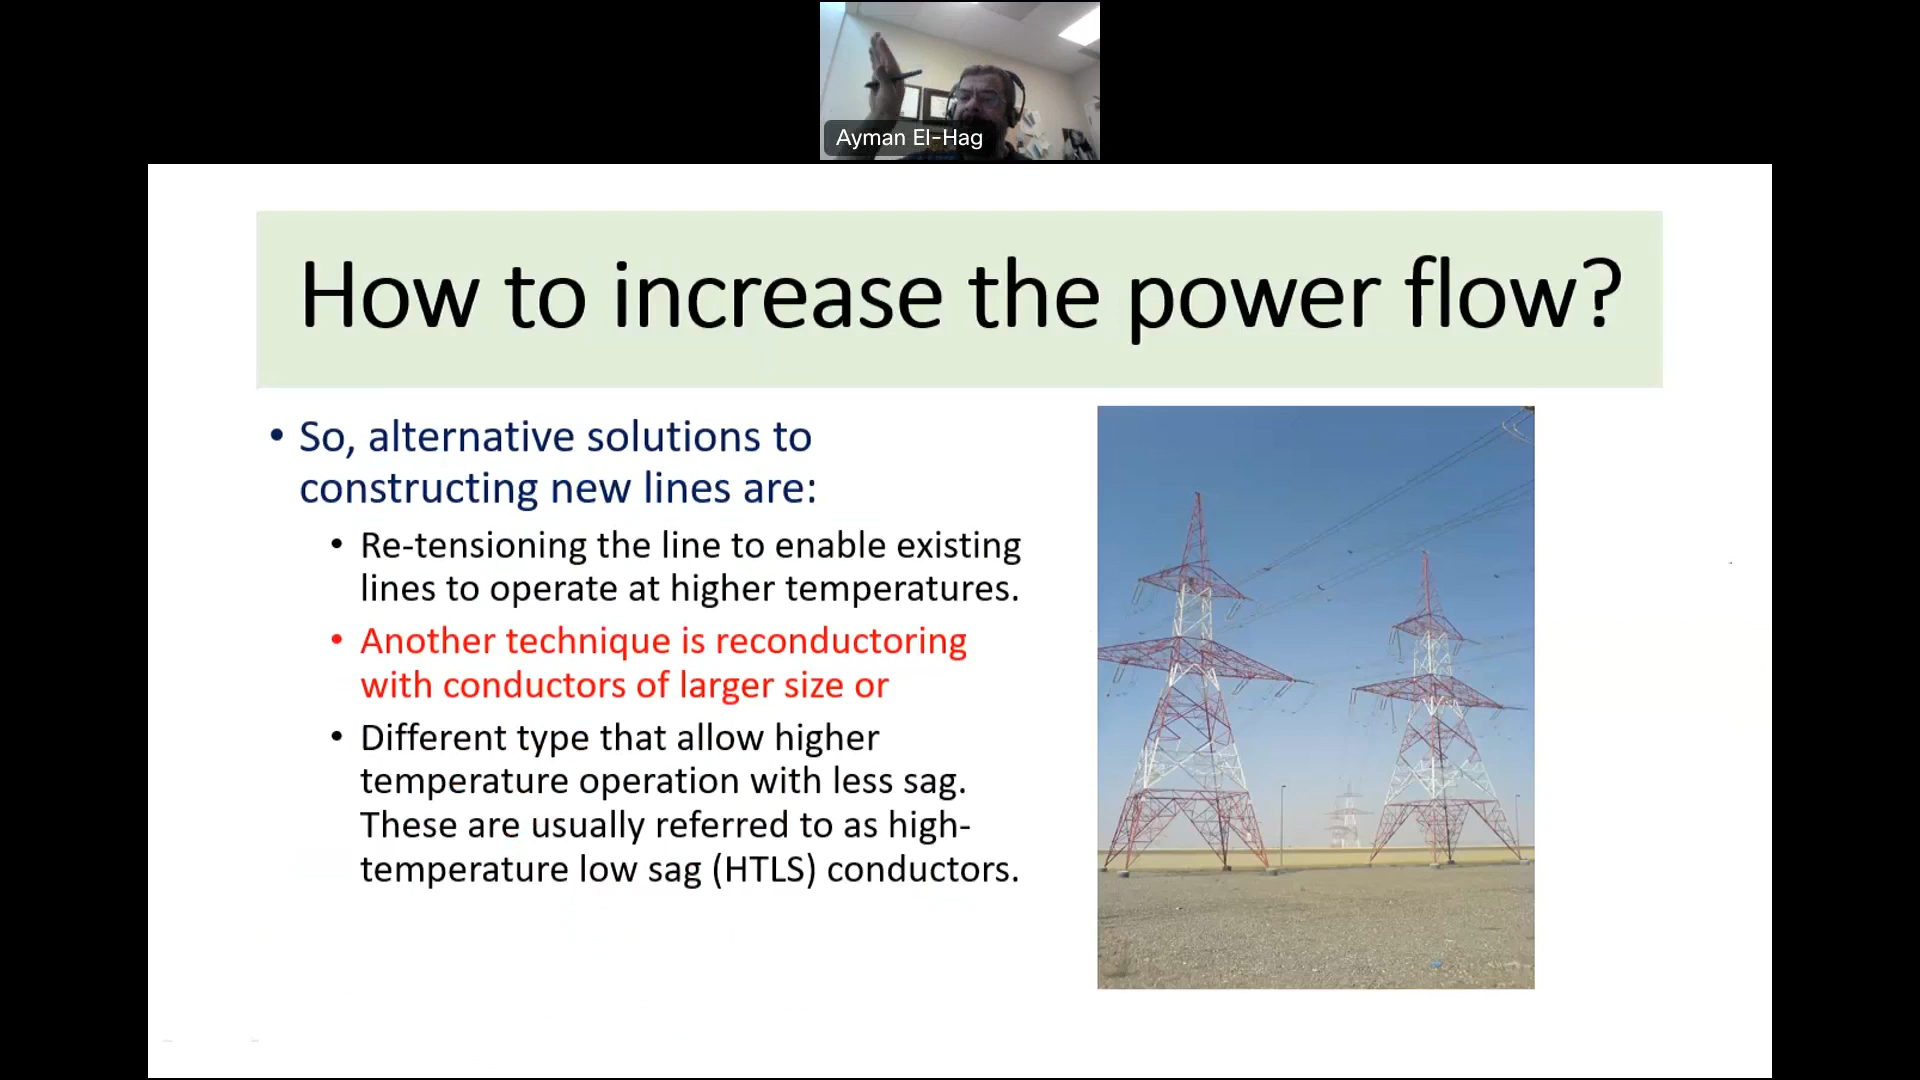 Ayman El-Hag
How to increase the power flow?
• So, alternative solutions to
constructing new lines are:
• Re-tensioning the line to enable existing
lines to operate at higher temperatures.
• Another technique is reconductoring
with conductors of larger size or
• Different type that allow higher
temperature operation with less sag.
These are usually referred to as high-
temperature low sag (HTLS) conductors.